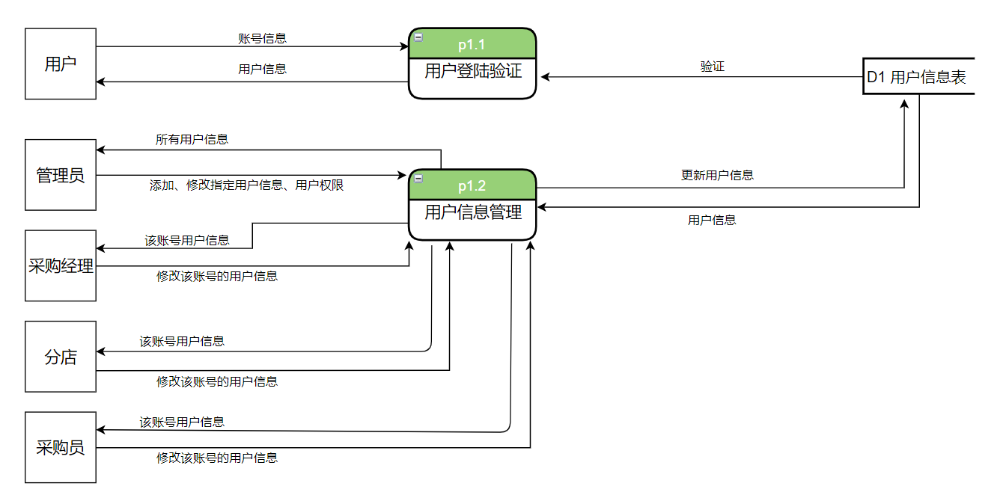 账号信息
p1.1
用户
用户信息
用户登陆验证
验证
D1 用户信息表
所有用户信息
管理员
添加、修改指定用户信息、用户权限
p1.2
用户信息管理
更新用户信息
用户信息
该账号用户信息
采购经理
修改该账号的用户信息
该账号用户信息
分店
修改该账号的用户信息
该账号用户信息
采购员
修改该账号的用户信息